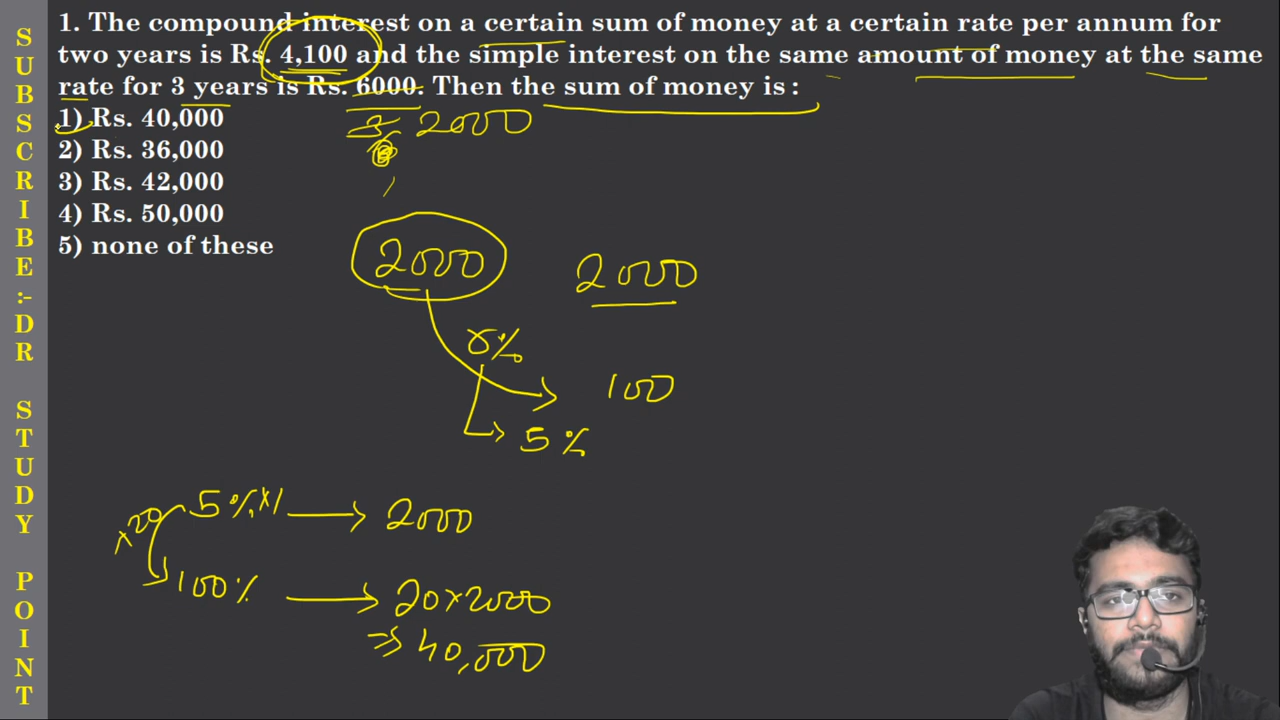 SUBSCRIBE:-DR STUDY POINT
1. The compound interest on a certain sum of money at a certain rate per annum for
two years is Rs. 4,100 and the simple interest on the same amount of money at the same
rate for 3 years is Rs. 6000. Then the sum of money is :
1) Rs. 40,000
2) Rs. 36,000
3) Rs. 42,000
4) Rs. 50,000
5) none of these
3 2000
2000 2000
8%
100
5%
5%×1 → 2000
×20
100% → 20×2000
⇒ 40,000